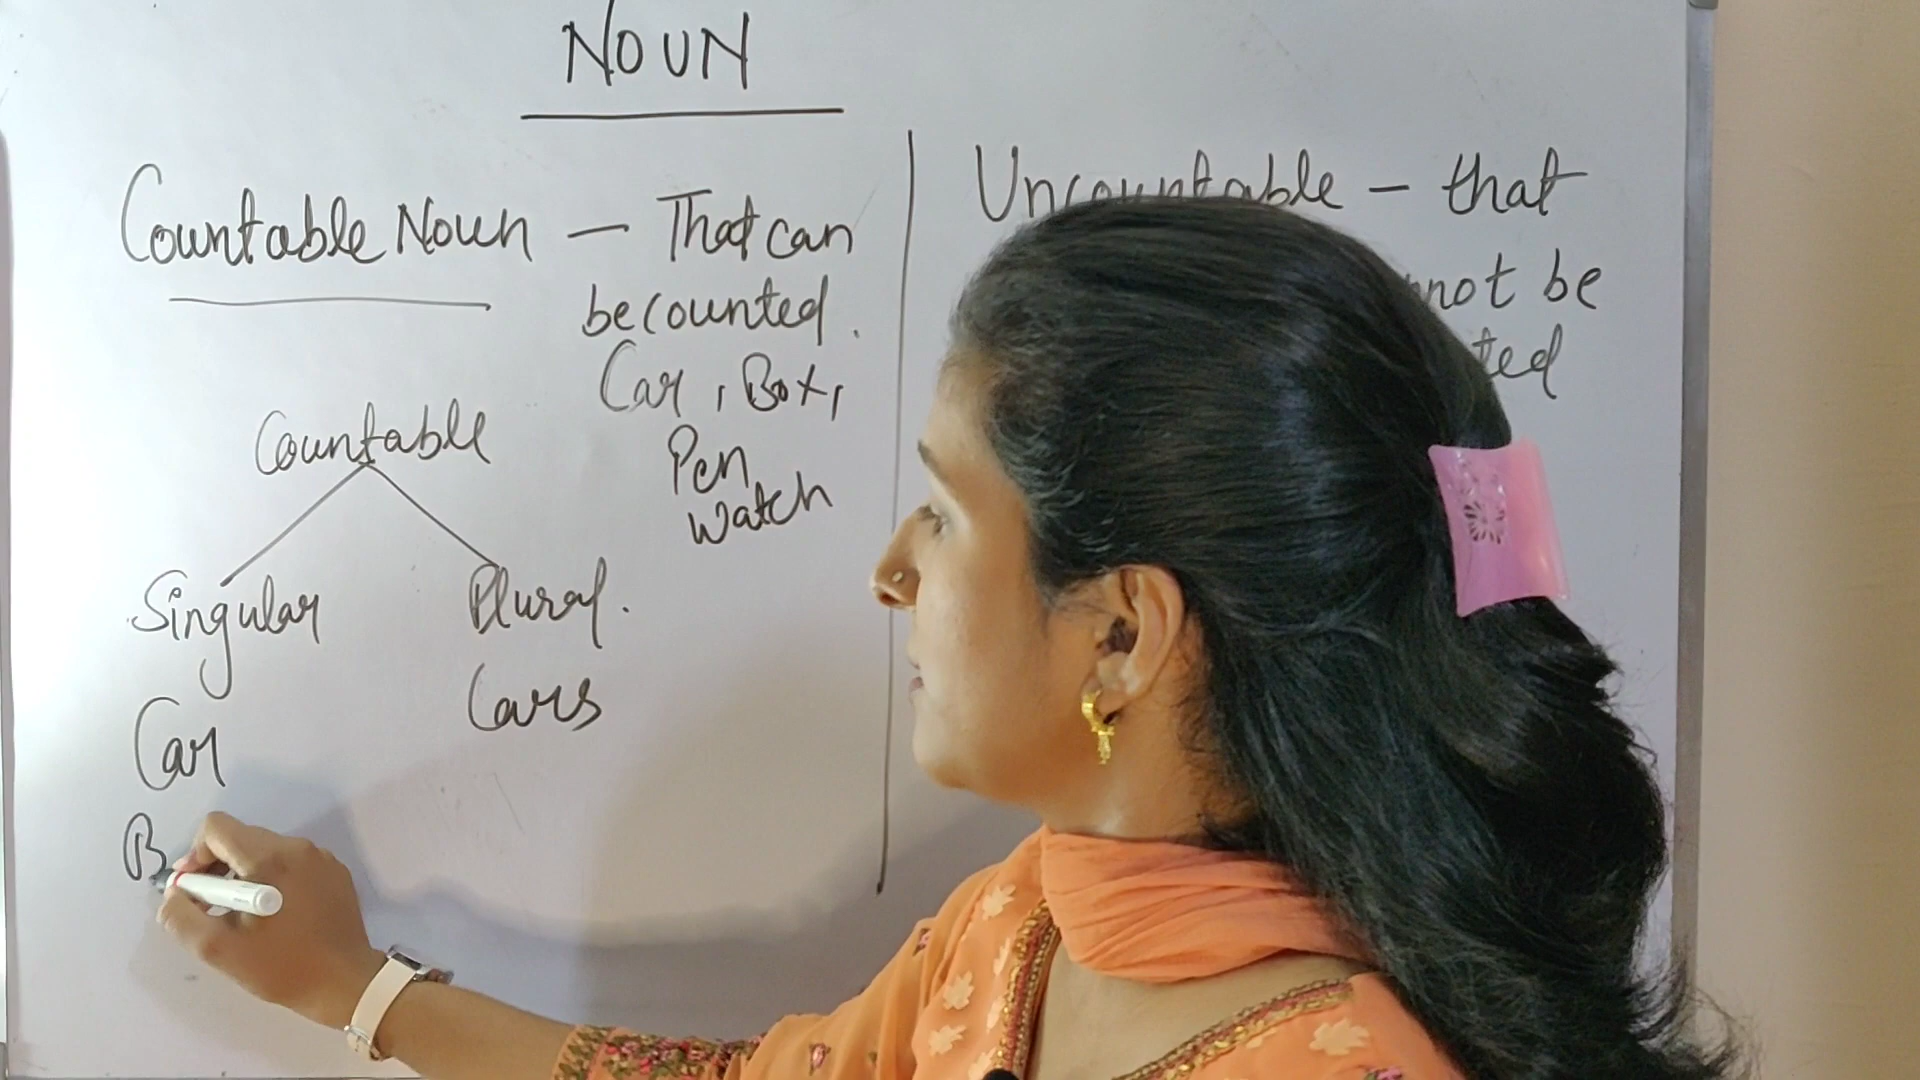 NOUN
Countable Noun — That can
be counted.
Car, Box,
Pen
Watch
Countable
Singular Plural.
Car Cars
B
Uncountable – that
not be